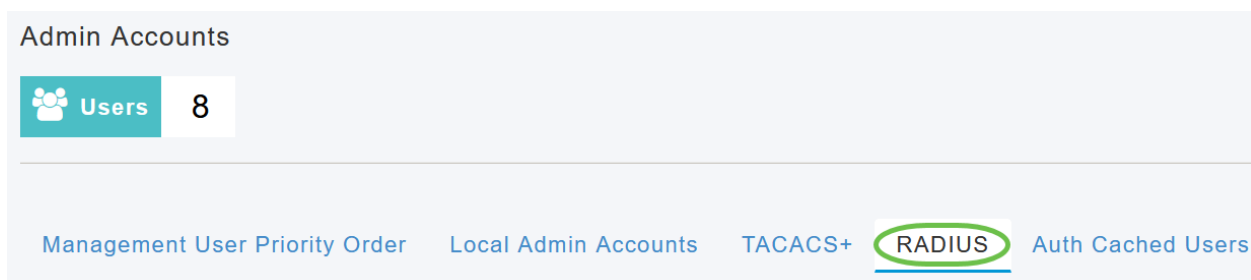 Admin Accounts
Users 8
Management User Priority Order Local Admin Accounts TACACS+ RADIUS Auth Cached Users